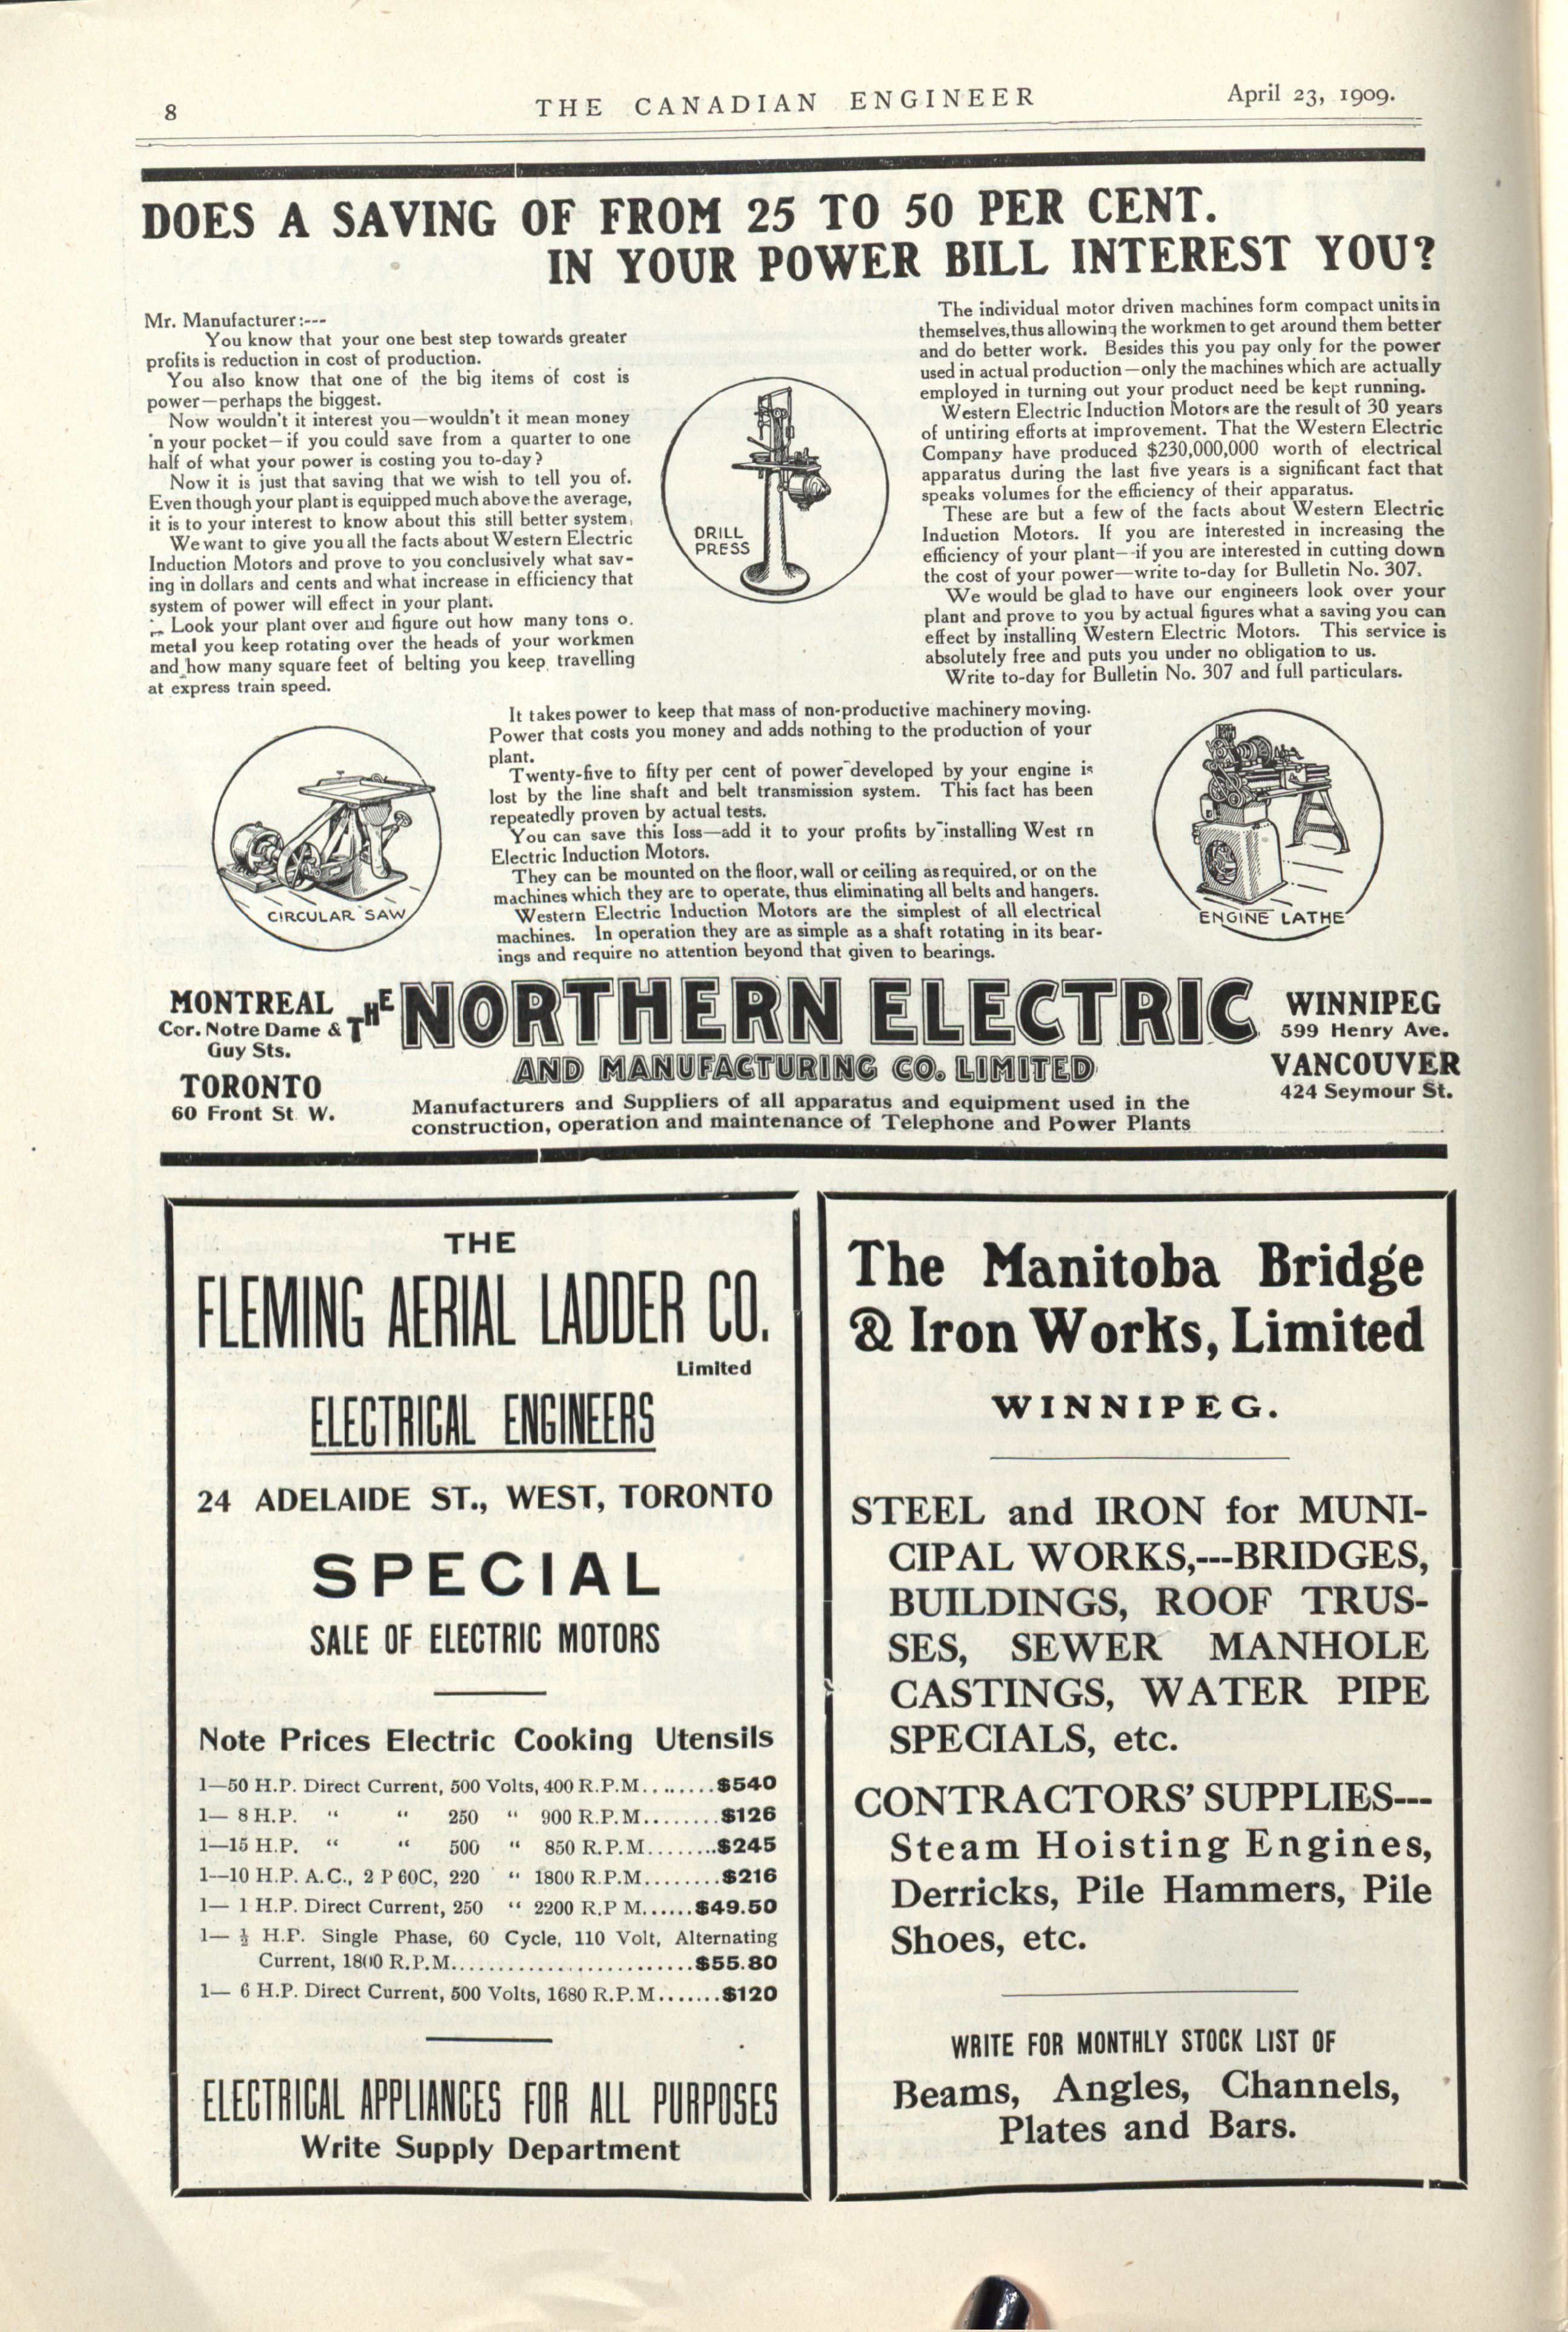 8
THE CANADIAN ENGINEER
April 23, 1909.
DOES A SAVING OF FROM 25 TO 50 PER CENT.
IN YOUR POWER BILL INTEREST YOU?
Mr. Manufacturer:---
You know that your one best step towards greater
profits is reduction in cost of production.
You also know that one of the big items of cost is
power—perhaps the biggest.
Now wouldn't it interest you—wouldn't it mean money
'n your pocket—if you could save from a quarter to one
half of what your power is costing you to-day?
Now it is just that saving that we wish to tell you of.
Even though your plant is equipped much above the average,
it is to your interest to know about this still better system.
We want to give you all the facts about Western Electric
Induction Motors and prove to you conclusively what sav-
ing in dollars and cents and what increase in efficiency that
system of power will effect in your plant.
Look your plant over and figure out how many tons o.
metal you keep rotating over the heads of your workmen
and how many square feet of belting you keep travelling
at express train speed.
DRILL
PRESS
The individual motor driven machines form compact units in
themselves, thus allowing the workmen to get around them better
and do better work. Besides this you pay only for the power
used in actual production—only the machines which are actually
employed in turning out your product need be kept running.
Western Electric Induction Motors are the result of 30 years
of untiring efforts at improvement. That the Western Electric
Company have produced $230,000,000 worth of electrical
apparatus during the last five years is a significant fact that
speaks volumes for the efficiency of their apparatus.
These are but a few of the facts about Western Electric
Induction Motors. If you are interested in increasing the
efficiency of your plant—if you are interested in cutting down
the cost of your power—write to-day for Bulletin No. 307.
We would be glad to have our engineers look over your
plant and prove to you by actual figures what a saving you can
effect by installing Western Electric Motors. This service is
absolutely free and puts you under no obligation to us.
Write to-day for Bulletin No. 307 and full particulars.
CIRCULAR SAW
It takes power to keep that mass of non-productive machinery moving.
Power that costs you money and adds nothing to the production of your
plant.
Twenty-five to fifty per cent of power developed by your engine is
lost by the line shaft and belt transmission system. This fact has been
repeatedly proven by actual tests.
You can save this loss—add it to your profits by installing West rn
Electric Induction Motors.
They can be mounted on the floor, wall or ceiling as required, or on the
machines which they are to operate, thus eliminating all belts and hangers.
Western Electric Induction Motors are the simplest of all electrical
machines. In operation they are as simple as a shaft rotating in its bear-
ings and require no attention beyond that given to bearings.
ENGINE LATHE
MONTREAL
Cor. Notre Dame &
Guy Sts.
TORONTO
60 Front St W.
THE NORTHERN ELECTRIC
AND MANUFACTURING CO. LIMITED
Manufacturers and Suppliers of all apparatus and equipment used in the
construction, operation and maintenance of Telephone and Power Plants
WINNIPEG
599 Henry Ave.
VANCOUVER
424 Seymour St.
THE
FLEMING AERIAL LADDER CO.
Limited
ELECTRICAL ENGINEERS
24 ADELAIDE ST., WEST, TORONTO
SPECIAL
SALE OF ELECTRIC MOTORS
Note Prices Electric Cooking Utensils
1—50 H.P. Direct Current, 500 Volts, 400 R.P.M........$540
1— 8 H.P. “ “ 250 “ 900 R.P.M........$126
1—15 H.P. “ “ 500 “ 850 R.P.M........$245
1—10 H.P. A.C., 2 P 60C, 220 “ 1800 R.P.M........$216
1— 1 H.P. Direct Current, 250 “ 2200 R.P M......$49.50
1— ½ H.P. Single Phase, 60 Cycle, 110 Volt, Alternating
Current, 1800 R.P.M..........................$55.80
1— 6 H.P. Direct Current, 500 Volts, 1680 R.P.M.......$120
ELECTRICAL APPLIANCES FOR ALL PURPOSES
Write Supply Department
The Manitoba Bridge
& Iron Works, Limited
WINNIPEG.
STEEL and IRON for MUNI-
CIPAL WORKS,---BRIDGES,
BUILDINGS, ROOF TRUS-
SES, SEWER MANHOLE
CASTINGS, WATER PIPE
SPECIALS, etc.
CONTRACTORS' SUPPLIES---
Steam Hoisting Engines,
Derricks, Pile Hammers, Pile
Shoes, etc.
WRITE FOR MONTHLY STOCK LIST OF
Beams, Angles, Channels,
Plates and Bars.